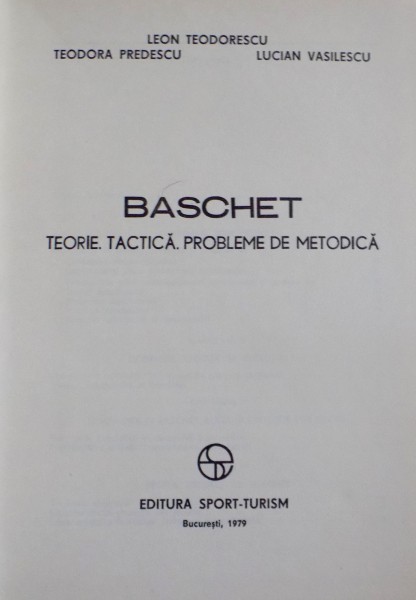 LEON TEODORESCU
TEODORA PREDESCU LUCIAN VASILESCU
BASCHET
TEORIE. TACTICĂ. PROBLEME DE METODICĂ
EDITURA SPORT-TURISM
Bucureşti, 1979